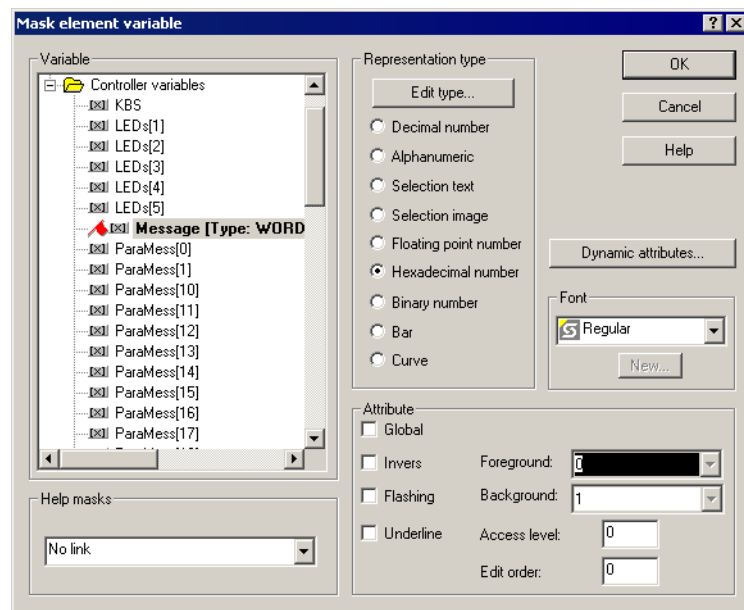 Mask element variable
Variable
Controller variables
KBS
LEDs[1]
LEDs[2]
LEDs[3]
LEDs[4]
LEDs[5]
Message [Type: WORD
ParaMess[0]
ParaMess[1]
ParaMess[10]
ParaMess[11]
ParaMess[12]
ParaMess[13]
ParaMess[14]
ParaMess[15]
ParaMess[16]
ParaMess[17]
Help masks
No link
Representation type
Edit type...
Decimal number
Alphanumeric
Selection text
Selection image
Floating point number
Hexadecimal number
Binary number
Bar
Curve
OK
Cancel
Help
Dynamic attributes...
Font
Regular
New...
Attribute
Global
Invers
Foreground: 0
Flashing
Background: 1
Underline
Access level: 0
Edit order: 0